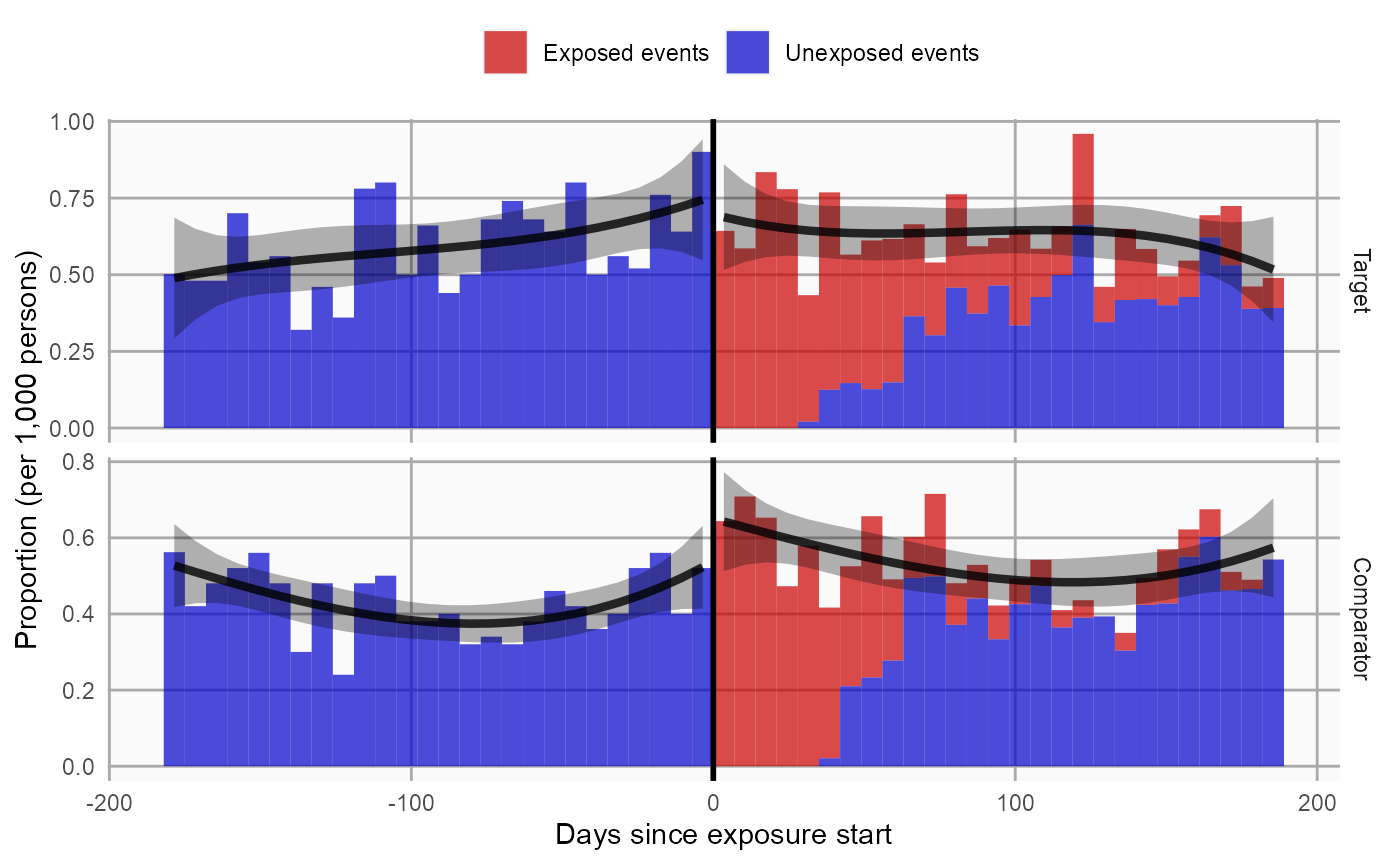 Exposed events
Unexposed events
Proportion (per 1,000 persons)
1.00
0.75
0.50
0.25
0.00
Target
0.8
0.6
0.4
0.2
0.0
Comparator
-200
-100
0
100
200
Days since exposure start